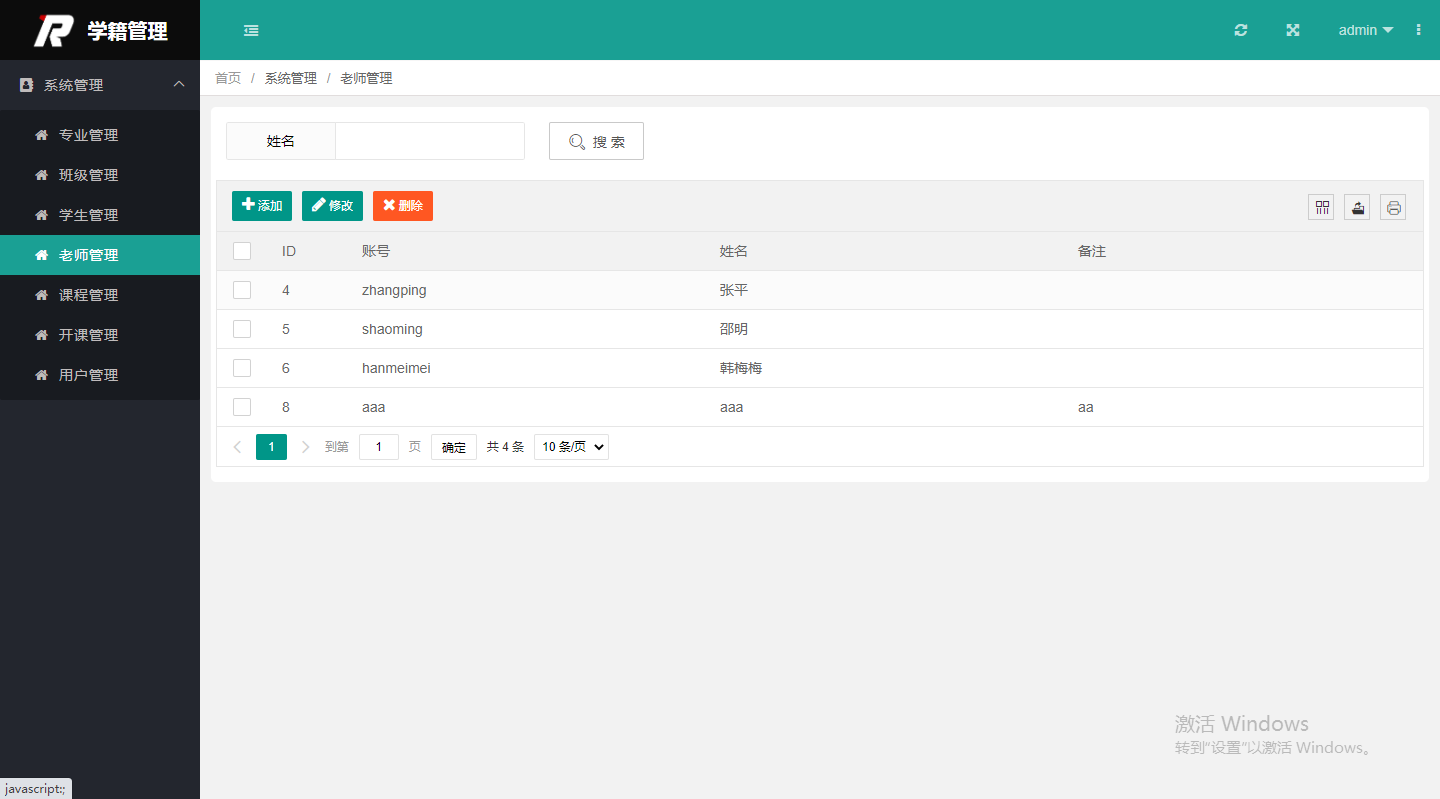 学籍管理
admin
系统管理
首页 / 系统管理 / 老师管理
专业管理
班级管理
学生管理
老师管理
课程管理
开课管理
用户管理
姓名 搜 索
添加 修改 删除
ID 账号 姓名 备注
4 zhangping 张平
5 shaoming 邵明
6 hanmeimei 韩梅梅
8 aaa aaa aa
1 到第 1 页 确定 共 4 条 10 条/页
激活 Windows
转到"设置"以激活 Windows。
javascript:;